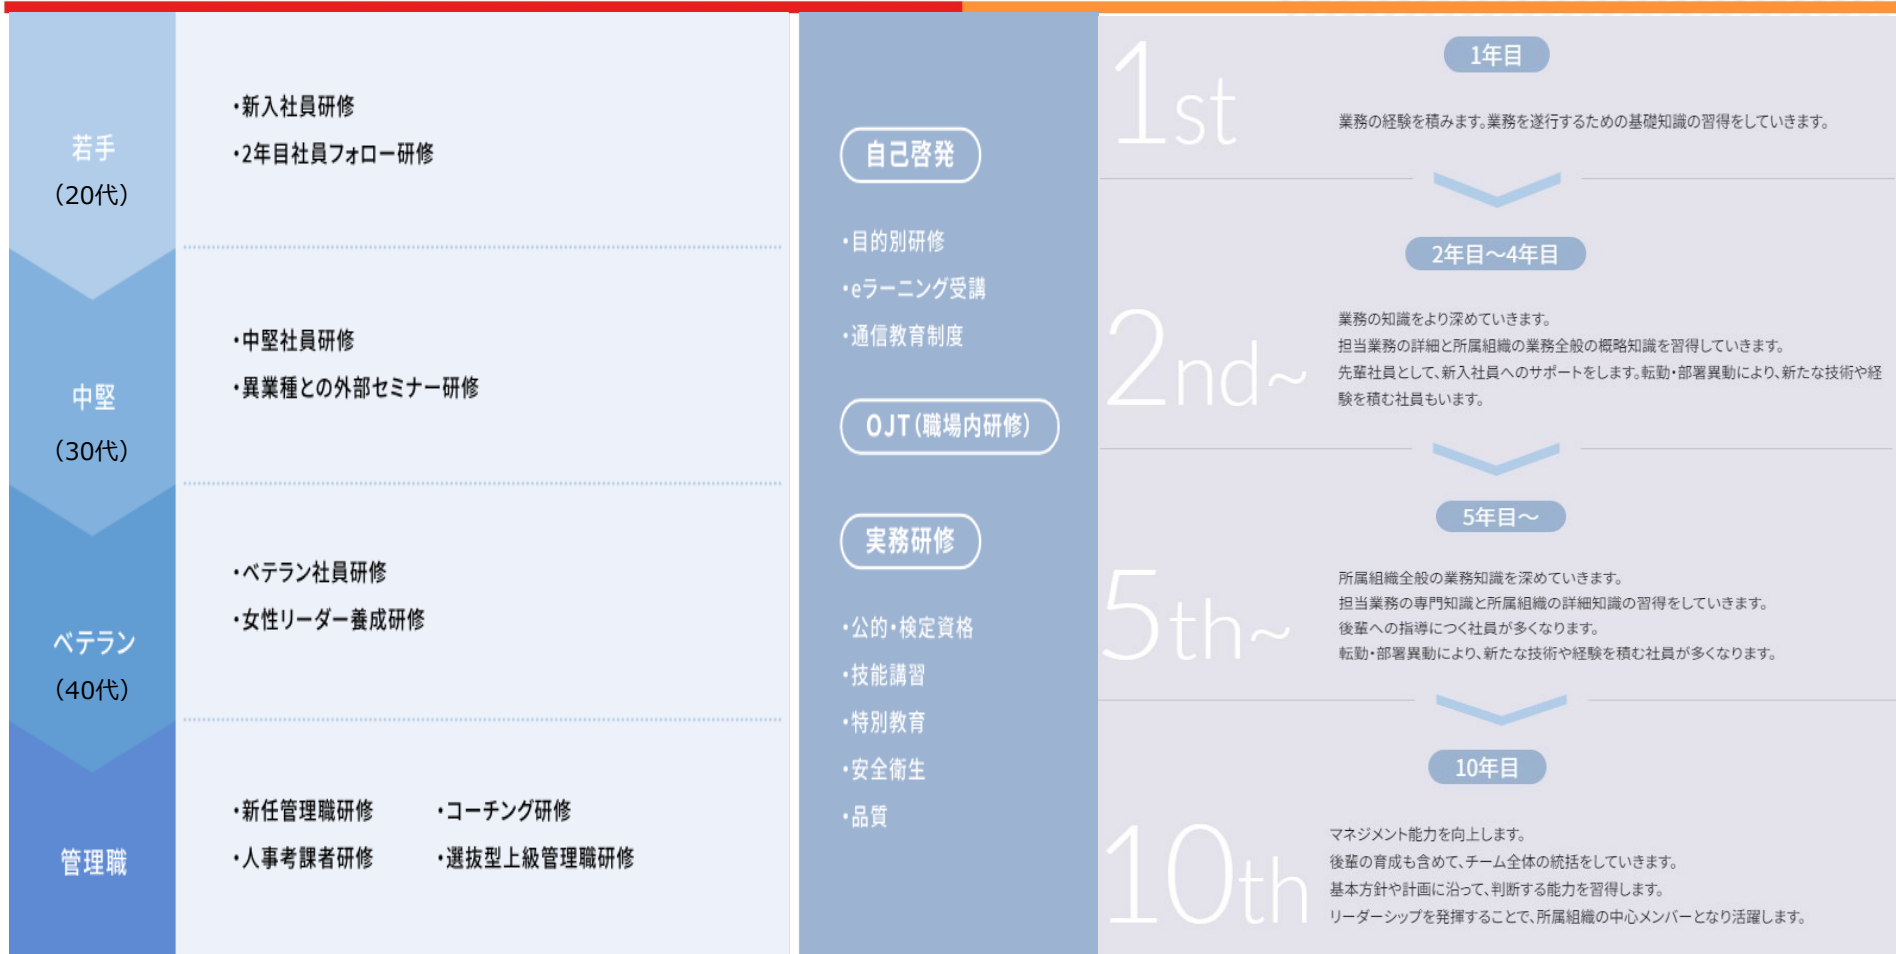 若手
（20代）
・新入社員研修
・2年目社員フォロー研修
中堅
（30代）
・中堅社員研修
・異業種との外部セミナー研修
ベテラン
（40代）
・ベテラン社員研修
・女性リーダー養成研修
管理職
・新任管理職研修 ・コーチング研修
・人事考課者研修 ・選抜型上級管理職研修
自己啓発
・目的別研修
・eラーニング受講
・通信教育制度
OJT（職場内研修）
実務研修
・公的・検定資格
・技能講習
・特別教育
・安全衛生
・品質
1st
1年目
業務の経験を積みます。業務を遂行するための基礎知識の習得をしていきます。
2nd~
2年目～4年目
業務の知識をより深めていきます。
担当業務の詳細と所属組織の業務全般の概略知識を習得していきます。
先輩社員として、新入社員へのサポートをします。転勤・部署異動により、新たな技術や経
験を積む社員もいます。
5th~
5年目～
所属組織全般の業務知識を深めていきます。
担当業務の専門知識と所属組織の詳細知識の習得をしていきます。
後輩への指導につく社員が多くなります。
転勤・部署異動により、新たな技術や経験を積む社員が多くなります。
10th
10年目
マネジメント能力を向上します。
後輩の育成も含めて、チーム全体の統括をしていきます。
基本方針や計画に沿って、判断する能力を習得します。
リーダーシップを発揮することで、所属組織の中心メンバーとなり活躍します。